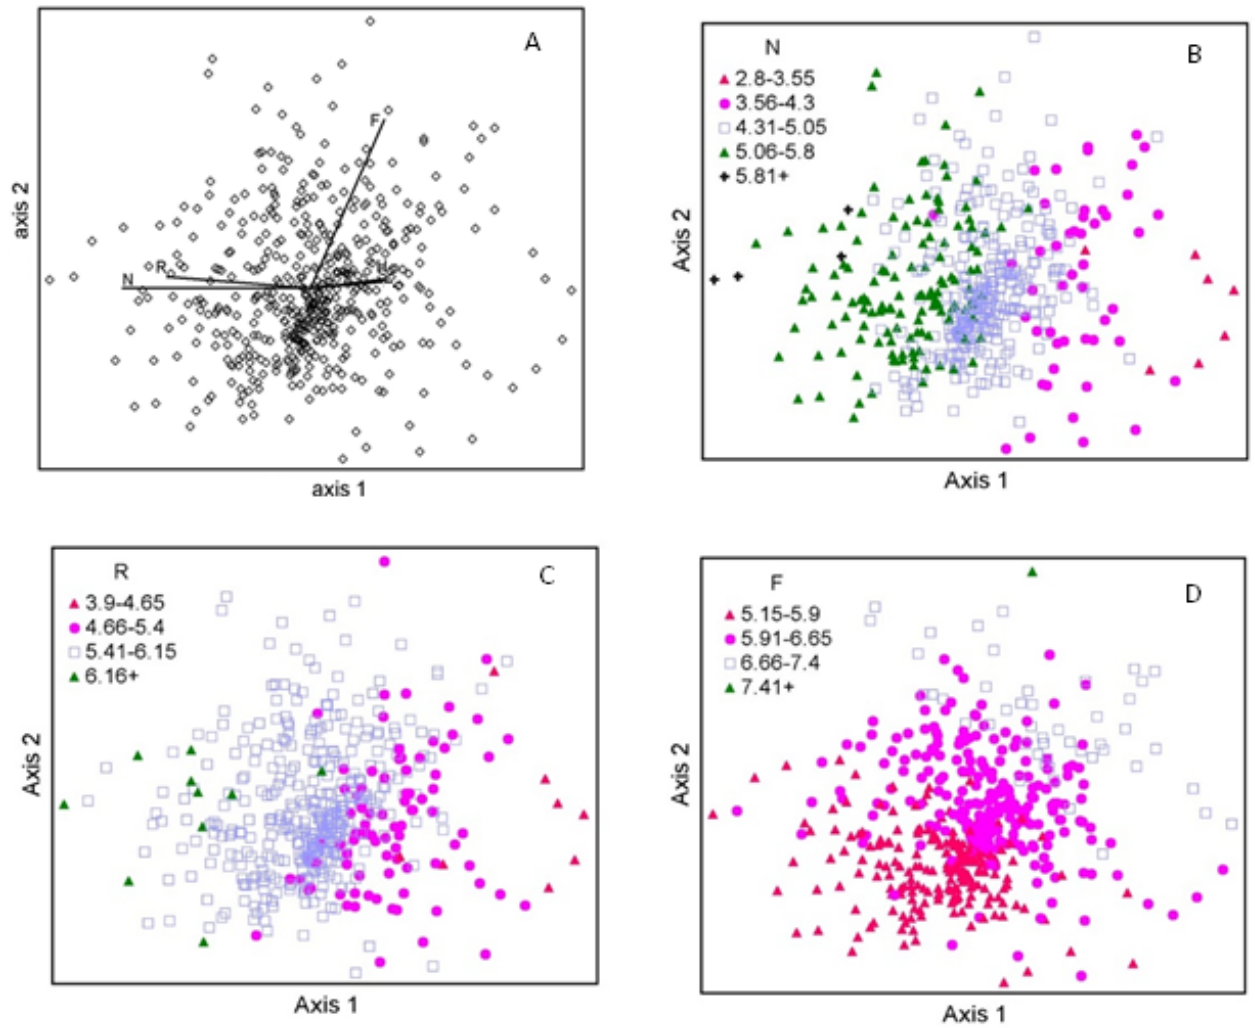 A
F
R
N
axis 2
axis 1
N
B
2.8-3.55
3.56-4.3
4.31-5.05
5.06-5.8
5.81+
Axis 2
Axis 1
R
C
3.9-4.65
4.66-5.4
5.41-6.15
6.16+
Axis 2
Axis 1
F
D
5.15-5.9
5.91-6.65
6.66-7.4
7.41+
Axis 2
Axis 1